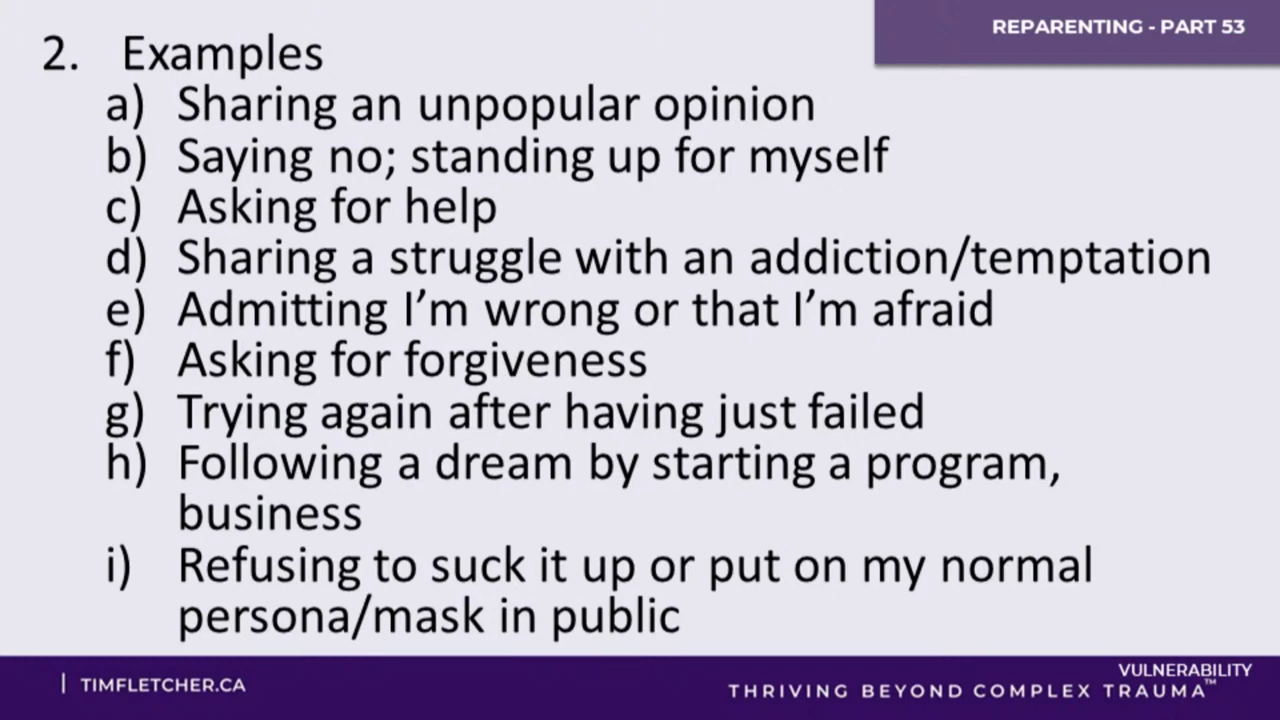 REPARENTING - PART 53
2. Examples
a) Sharing an unpopular opinion
b) Saying no; standing up for myself
c) Asking for help
d) Sharing a struggle with an addiction/temptation
e) Admitting I’m wrong or that I’m afraid
f) Asking for forgiveness
g) Trying again after having just failed
h) Following a dream by starting a program,
business
i) Refusing to suck it up or put on my normal
persona/mask in public
| TIMFLETCHER.CA
VULNERABILITY
THRIVING BEYOND COMPLEX TRAUMA™